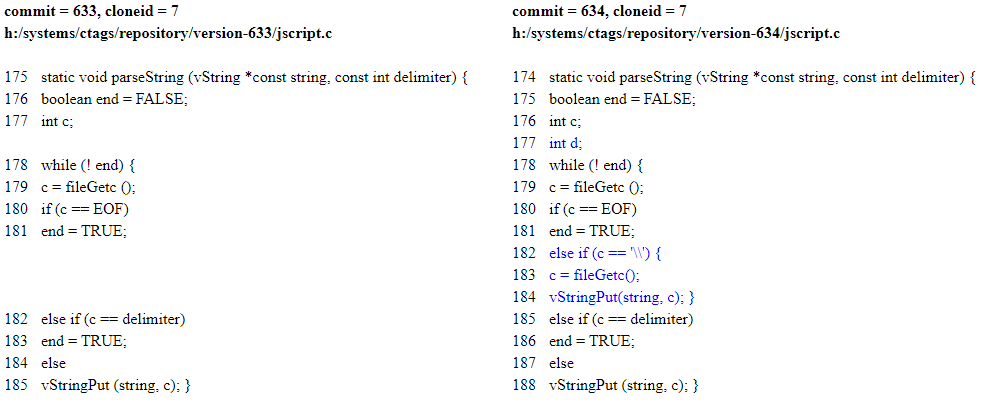 commit = 633, cloneid = 7
h:/systems/ctags/repository/version-633/jscript.c
175 static void parseString (vString *const string, const int delimiter) {
176 boolean end = FALSE;
177 int c;
178 while (! end) {
179 c = fileGetc ();
180 if (c == EOF)
181 end = TRUE;
182 else if (c == delimiter)
183 end = TRUE;
184 else
185 vStringPut (string, c); }
commit = 634, cloneid = 7
h:/systems/ctags/repository/version-634/jscript.c
174 static void parseString (vString *const string, const int delimiter) {
175 boolean end = FALSE;
176 int c;
177 int d;
178 while (! end) {
179 c = fileGetc ();
180 if (c == EOF)
181 end = TRUE;
182 else if (c == '\\') {
183 c = fileGetc();
184 vStringPut(string, c); }
185 else if (c == delimiter)
186 end = TRUE;
187 else
188 vStringPut (string, c); }